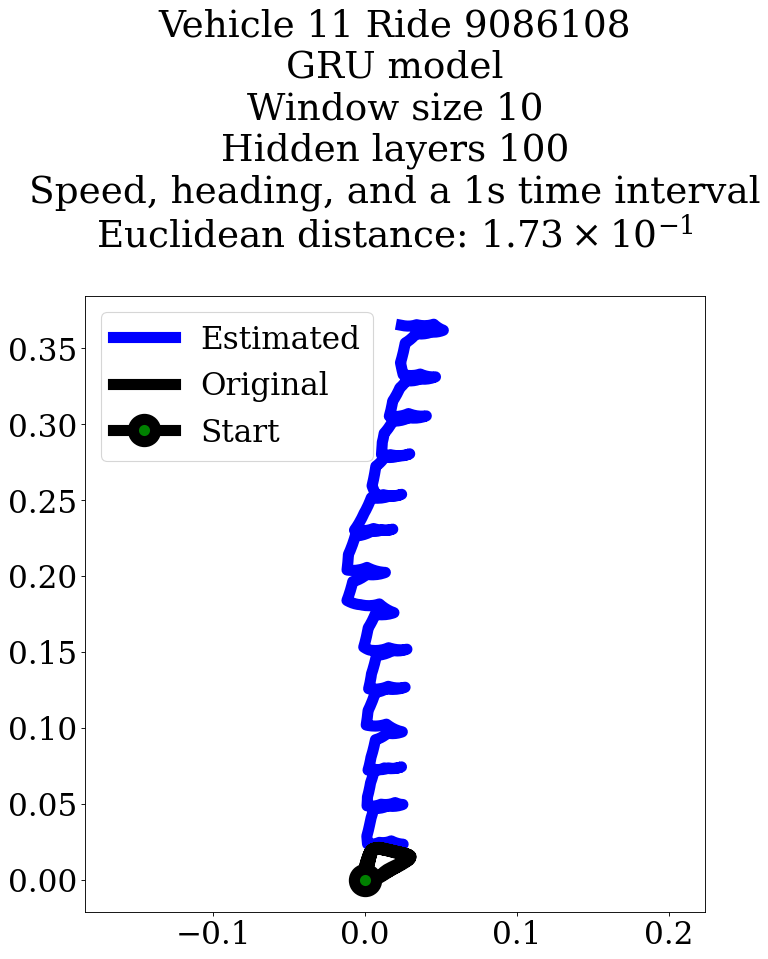 Vehicle 11 Ride 9086108
GRU model
Window size 10
Hidden layers 100
Speed, heading, and a 1s time interval
Euclidean distance: 1.73 × 10⁻¹
Estimated
Original
Start
0.35
0.30
0.25
0.20
0.15
0.10
0.05
0.00
−0.1
0.0
0.1
0.2